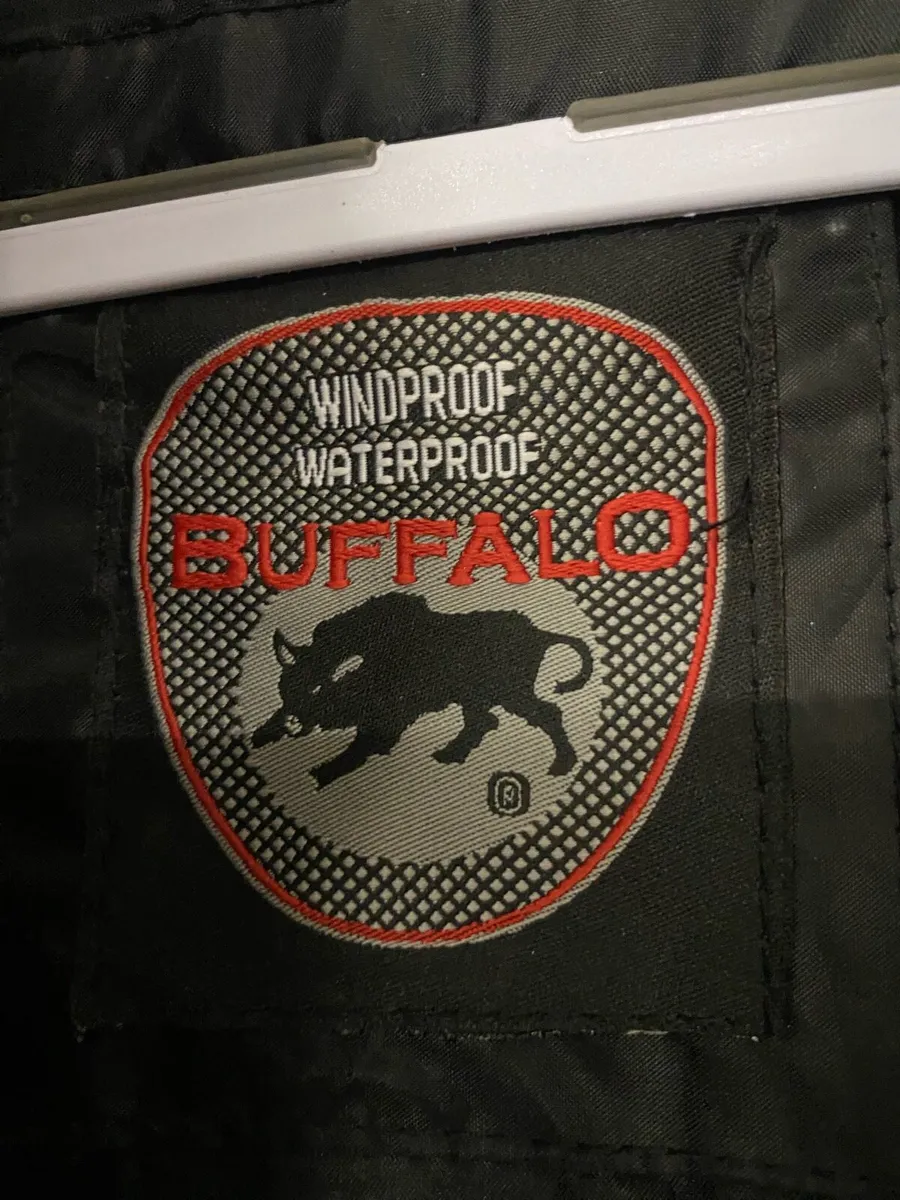 WINDPROOF
WATERPROOF
BUFFALO
®